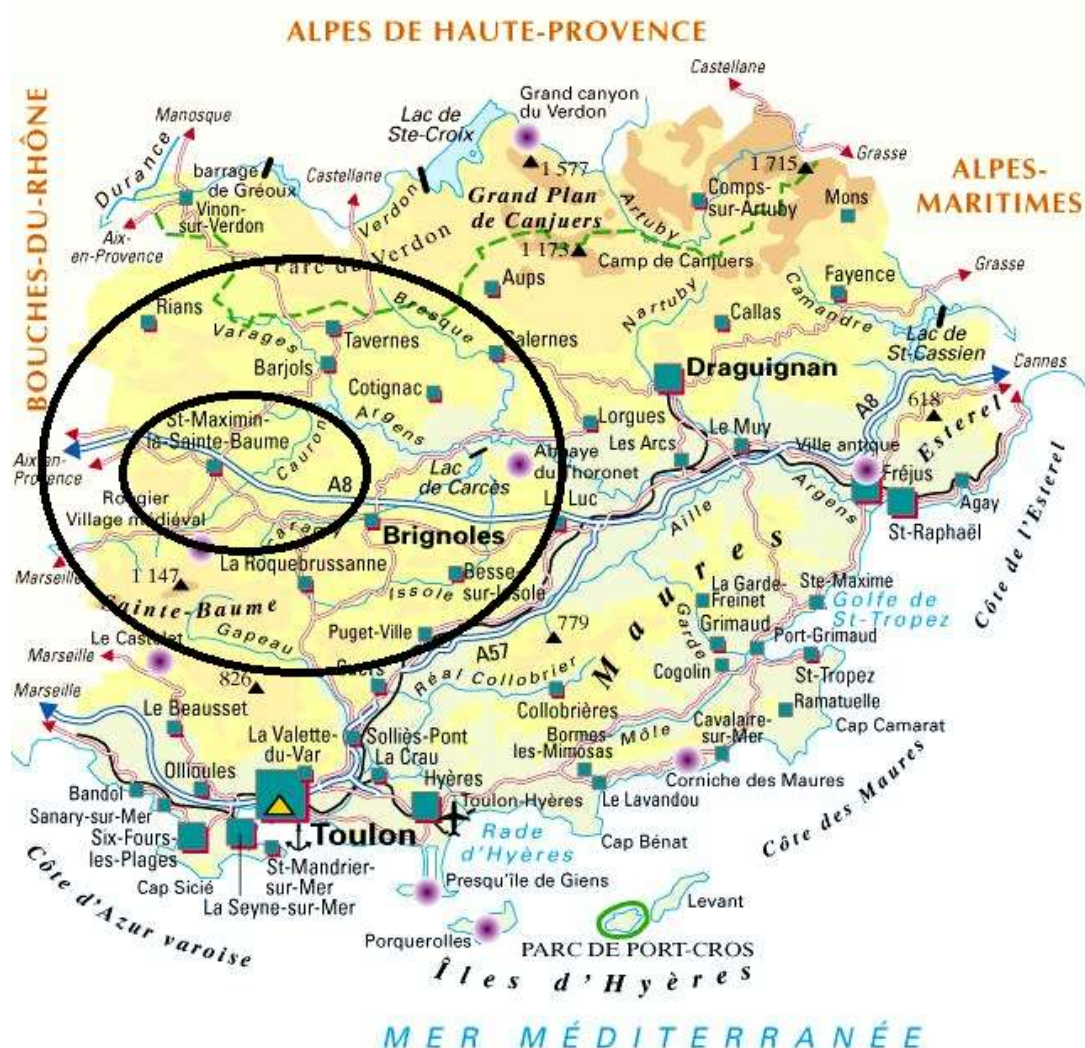 ALPES DE HAUTE-PROVENCE
BOUCHES-DU-RHÔNE
ALPES-
MARITIMES
Castellane
Grand canyon
du Verdon
Manosque
Lac de
Ste-Croix
Durance
barrage
de Gréoux
Castellane
1 577
1 715
Grasse
Vinon-
sur-Verdon
Verdon
Grand Plan
de Canjuers
Artuby
Comps-
sur-Artuby
Mons
Aix-
en-Provence
Parc du Verdon
1 173
Camp de Canjuers
Aups
Fayence
Grasse
Rians
Bresque
Nartuby
Callas
Camandre
Varages
Tavernes
Salernes
Lac de
St-Cassien
Barjols
Cotignac
Draguignan
Cannes
A8
618
St-Maximin-
la-Sainte-Baume
Argens
Lorgues
Les Arcs
Le Muy
Esterel
Cauron
Ville antique
Aix-en-
Provence
A8
Lac
de Carcès
Abbaye
du Thoronet
Fréjus
Agay
Rougier
Village médiéval
Le Luc
Argens
St-Raphaël
Brignoles
Aille
Côte de l'Esterel
Marseille
La Roquebrussanne
1 147
Issole
Besse-
sur-Issole
Maures
La Garde-
Freinet
Ste-Maxime
Golfe de
St-Tropez
Sainte-Baume
Gapeau
Puget-Ville
779
Garde
Grimaud
Port-Grimaud
Le Castelet
Marseille
A57
Réal Collobrier
Cogolin
St-Tropez
826
Cuers
Marseille
Collobrières
Ramatuelle
Le Beausset
La Valette-
du-Var
Solliès-Pont
Bormes-
les-Mimosas
Môle
Cavalaire-
sur-Mer
Cap Camarat
La Crau
Ollioules
Hyères
Corniche des Maures
Bandol
Toulon-Hyères
Le Lavandou
Sanary-sur-Mer
Six-Fours-
les-Plages
Toulon
Rade
d'Hyères
Cap Bénat
Côte des Maures
St-Mandrier-
sur-Mer
Cap Sicié
La Seyne-sur-Mer
Presqu'île de Giens
Levant
Côte d'Azur varoise
Porquerolles
PARC DE PORT-CROS
Îles d'Hyères
MER MÉDITERRANÉE